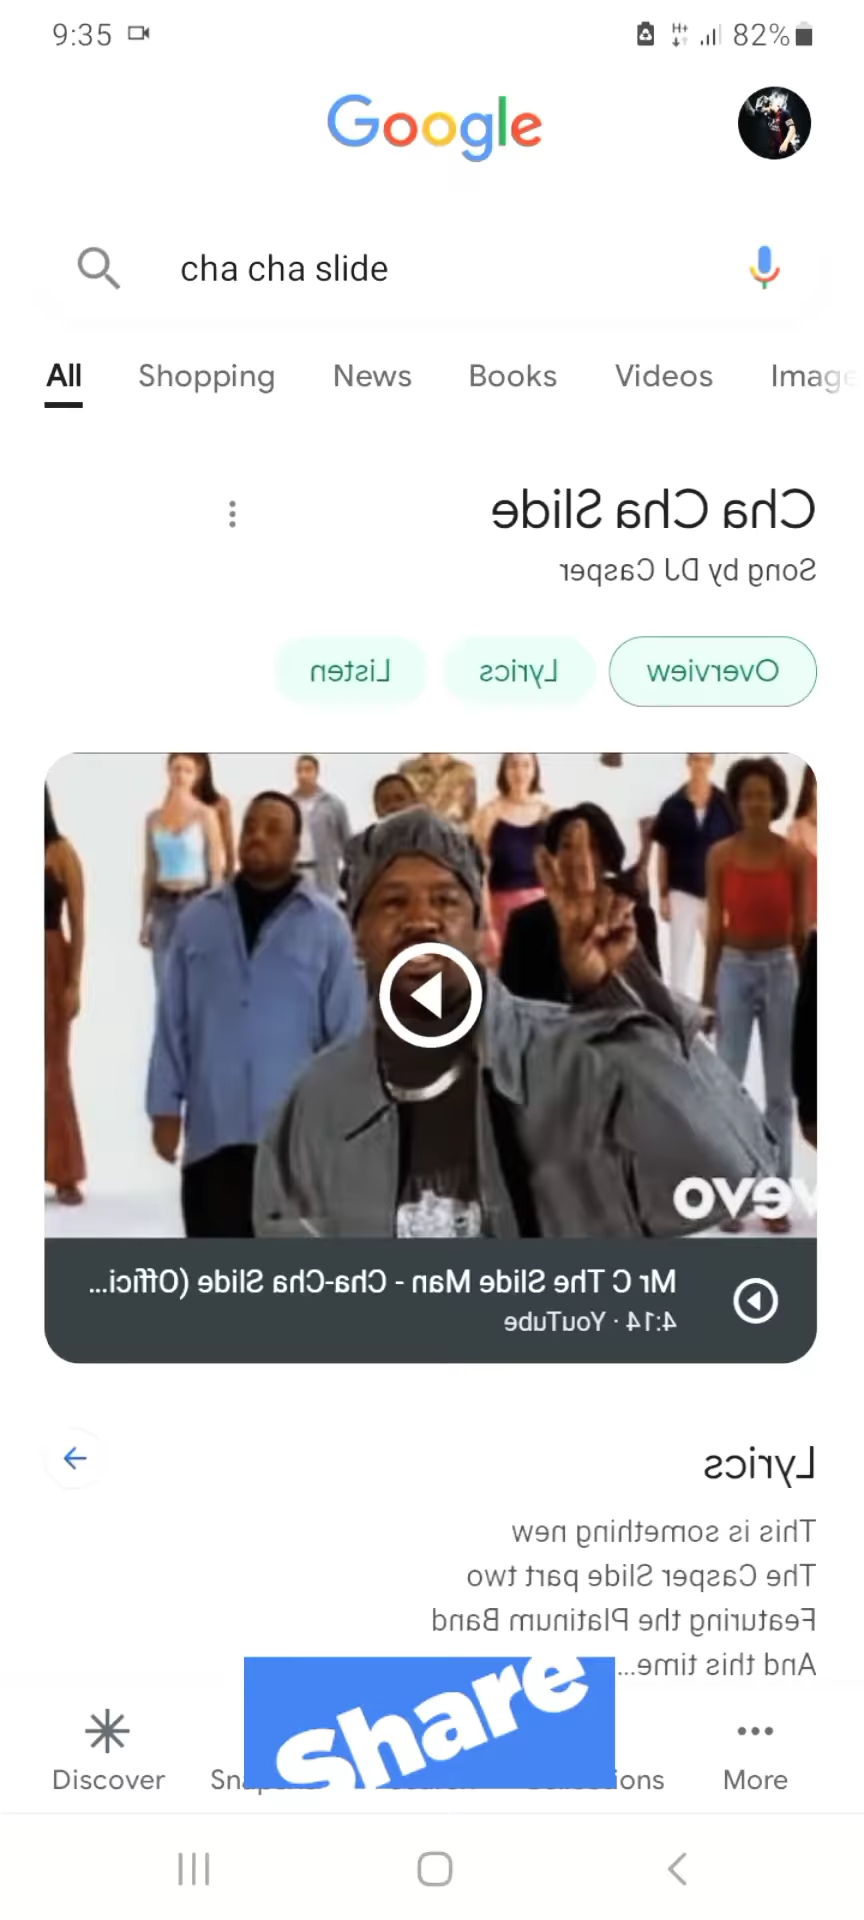 9:35 82%
Google
cha cha slide
All Shopping News Books Videos Image
Cha Cha Slide
Song by DJ Casper
Overview Lyrics Listen
vevo
Mr C The Slide Man - Cha-Cha Slide (Offici...
4:14 · YouTube
Lyrics
This is something new
The Casper Slide part two
Featuring the Platinum Band
And this time...
Share
Discover More